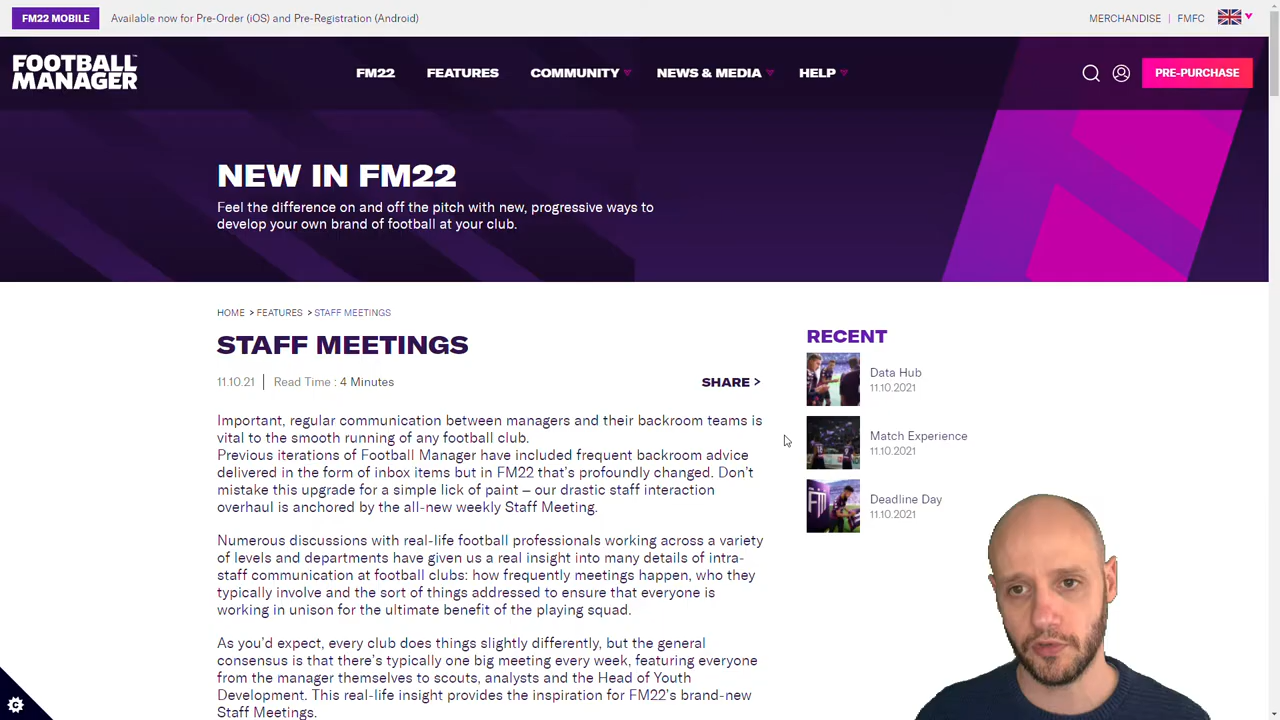 FM22 MOBILE Available now for Pre-Order (iOS) and Pre-Registration (Android) MERCHANDISE | FMFC
FOOTBALL
MANAGER
FM22 FEATURES COMMUNITY NEWS & MEDIA HELP PRE-PURCHASE
NEW IN FM22
Feel the difference on and off the pitch with new, progressive ways to
develop your own brand of football at your club.
HOME > FEATURES > STAFF MEETINGS
STAFF MEETINGS
11.10.21 | Read Time : 4 Minutes SHARE >
Important, regular communication between managers and their backroom teams is
vital to the smooth running of any football club.
Previous iterations of Football Manager have included frequent backroom advice
delivered in the form of inbox items but in FM22 that's profoundly changed. Don't
mistake this upgrade for a simple lick of paint – our drastic staff interaction
overhaul is anchored by the all-new weekly Staff Meeting.
Numerous discussions with real-life football professionals working across a variety
of levels and departments have given us a real insight into many details of intra-
staff communication at football clubs: how frequently meetings happen, who they
typically involve and the sort of things addressed to ensure that everyone is
working in unison for the ultimate benefit of the playing squad.
As you'd expect, every club does things slightly differently, but the general
consensus is that there's typically one big meeting every week, featuring everyone
from the manager themselves to scouts, analysts and the Head of Youth
Development. This real-life insight provides the inspiration for FM22's brand-new
Staff Meetings.
RECENT
Data Hub
11.10.2021
Match Experience
11.10.2021
FM
Deadline Day
11.10.2021